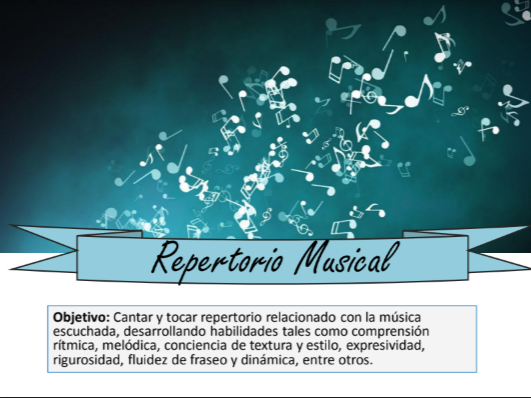 Repertorio Musical
Objetivo: Cantar y tocar repertorio relacionado con la música
escuchada, desarrollando habilidades tales como comprensión
rítmica, melódica, conciencia de textura y estilo, expresividad,
rigurosidad, fluidez de fraseo y dinámica, entre otros.